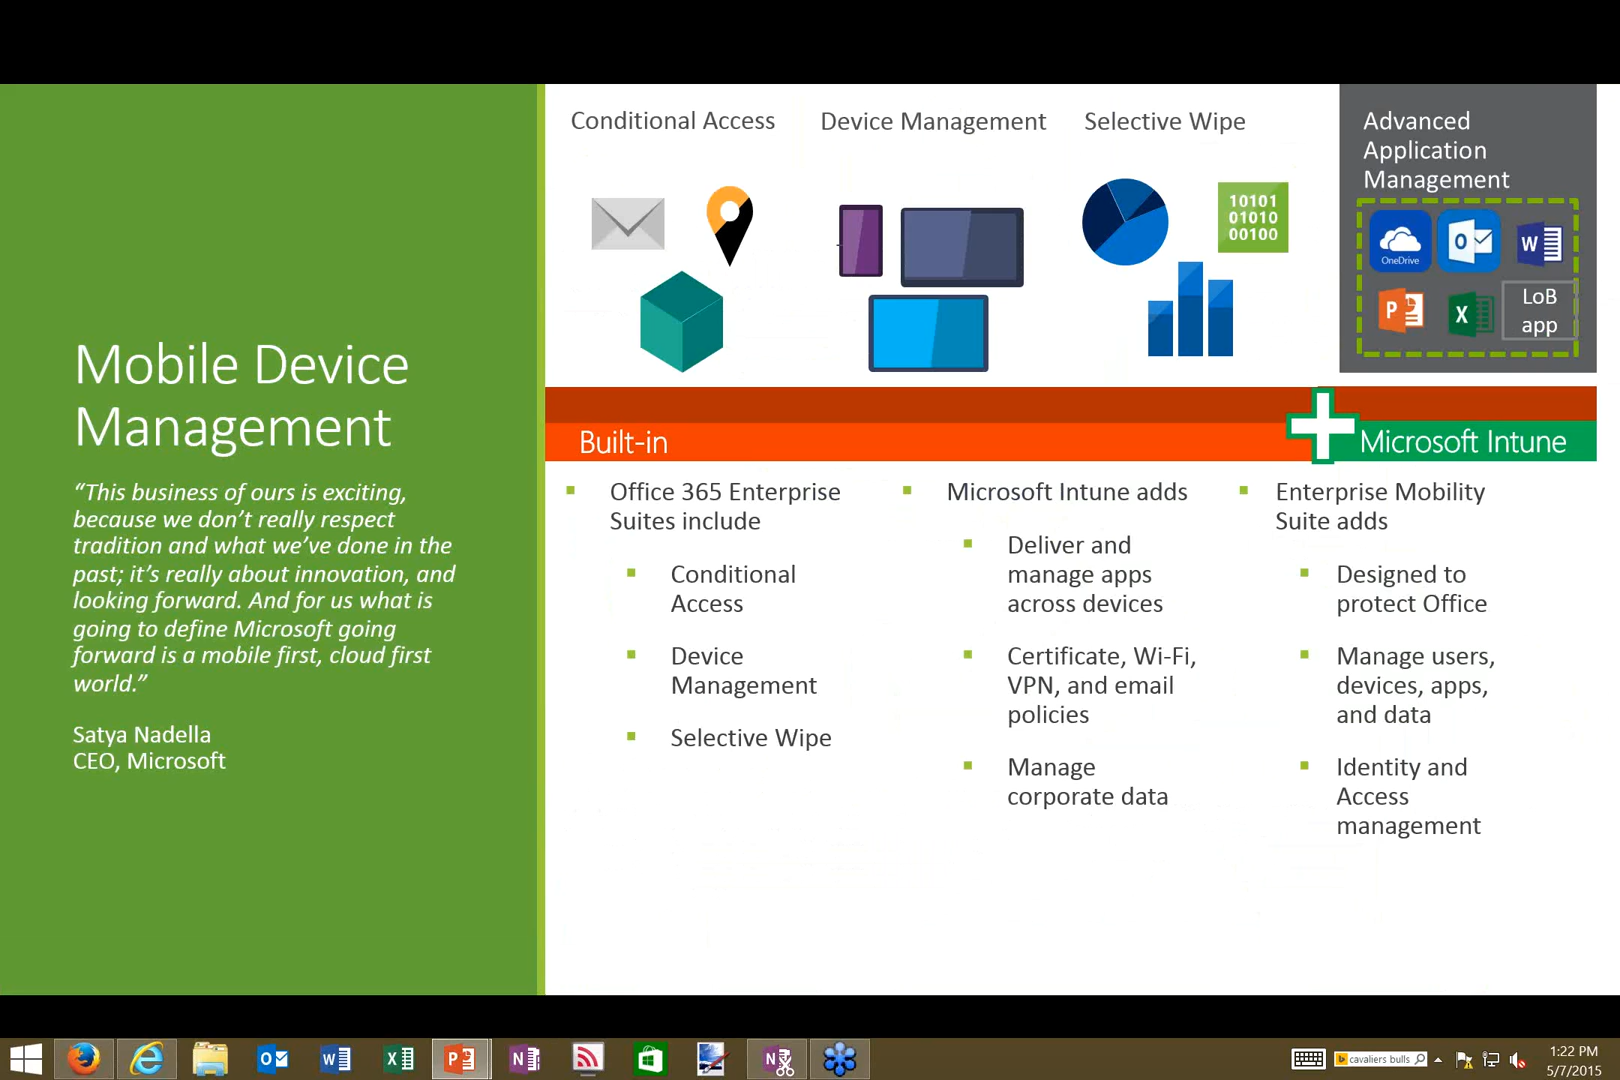 Mobile Device
Management
“This business of ours is exciting,
because we don’t really respect
tradition and what we’ve done in the
past; it’s really about innovation, and
looking forward. And for us what is
going to define Microsoft going
forward is a mobile first, cloud first
world.”
Satya Nadella
CEO, Microsoft
Conditional Access
Device Management
Selective Wipe
10101
01010
00100
Advanced
Application
Management
OneDrive
O
W
P
X
LoB
app
Built-in
Microsoft Intune
Office 365 Enterprise
Suites include
Conditional
Access
Device
Management
Selective Wipe
Microsoft Intune adds
Deliver and
manage apps
across devices
Certificate, Wi-Fi,
VPN, and email
policies
Manage
corporate data
Enterprise Mobility
Suite adds
Designed to
protect Office
Manage users,
devices, apps,
and data
Identity and
Access
management
cavaliers bulls
1:22 PM
5/7/2015